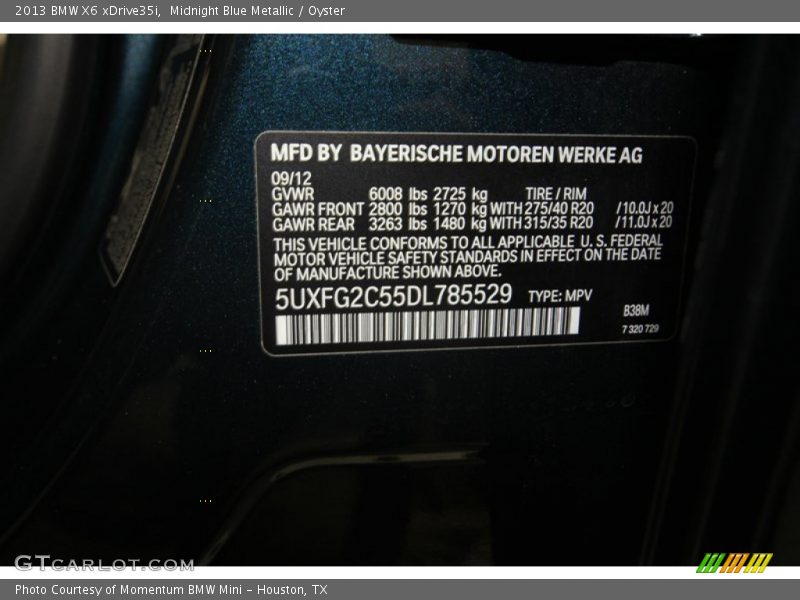 2013 BMW X6 xDrive35i,  Midnight Blue Metallic / Oyster
MFD BY BAYERISCHE MOTOREN WERKE AG
09/12
GVWR 6008 lbs 2725 kg TIRE / RIM
GAWR FRONT 2800 lbs 1270 kg WITH 275/40 R20 /10.0J x 20
GAWR REAR 3263 lbs 1480 kg WITH 315/35 R20 /11.0J x 20
THIS VEHICLE CONFORMS TO ALL APPLICABLE U. S. FEDERAL
MOTOR VEHICLE SAFETY STANDARDS IN EFFECT ON THE DATE
OF MANUFACTURE SHOWN ABOVE.
5UXFG2C55DL785529 TYPE: MPV
B38M
7 320 729
GTCARLOT.COM
Photo Courtesy of Momentum BMW Mini - Houston, TX